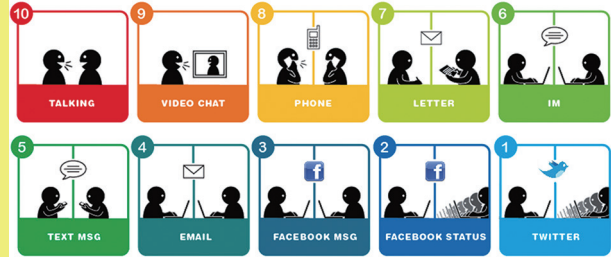 10
TALKING
9
VIDEO CHAT
8
PHONE
7
LETTER
6
IM
5
TEXT MSG
4
EMAIL
3
f
FACEBOOK MSG
2
f
FACEBOOK STATUS
1
TWITTER